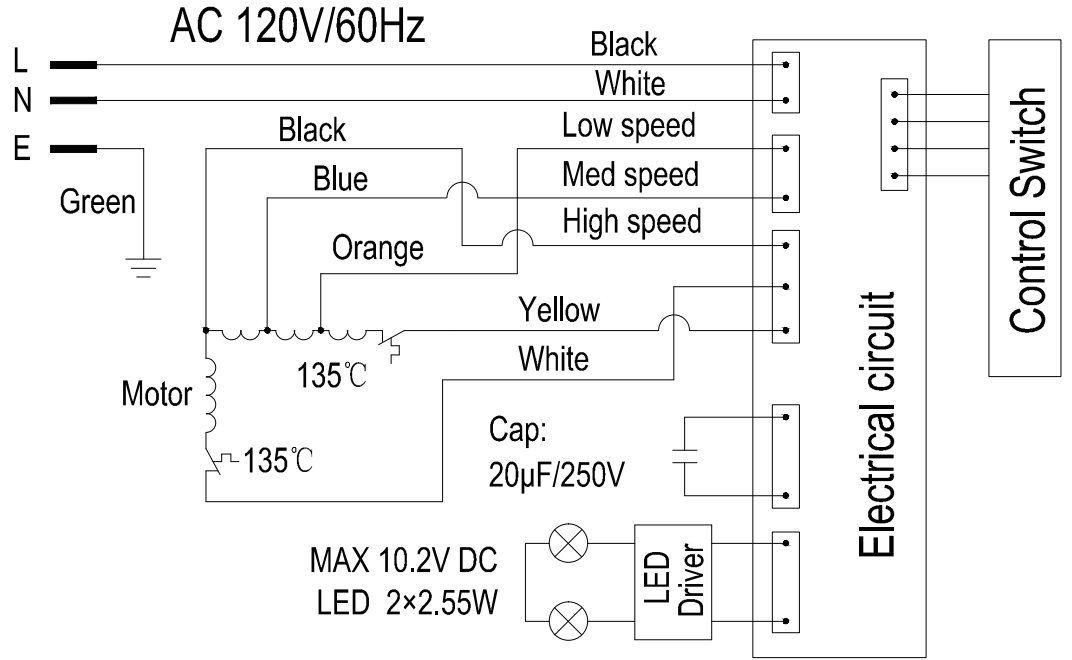 AC 120V/60Hz
L
Black
N
White
E
Black
Low speed
Blue
Med speed
Green
High speed
Orange
Yellow
135℃
White
Motor
135℃
Cap:
20µF/250V
MAX 10.2V DC
LED 2×2.55W
LED
Driver
Electrical circuit
Control Switch